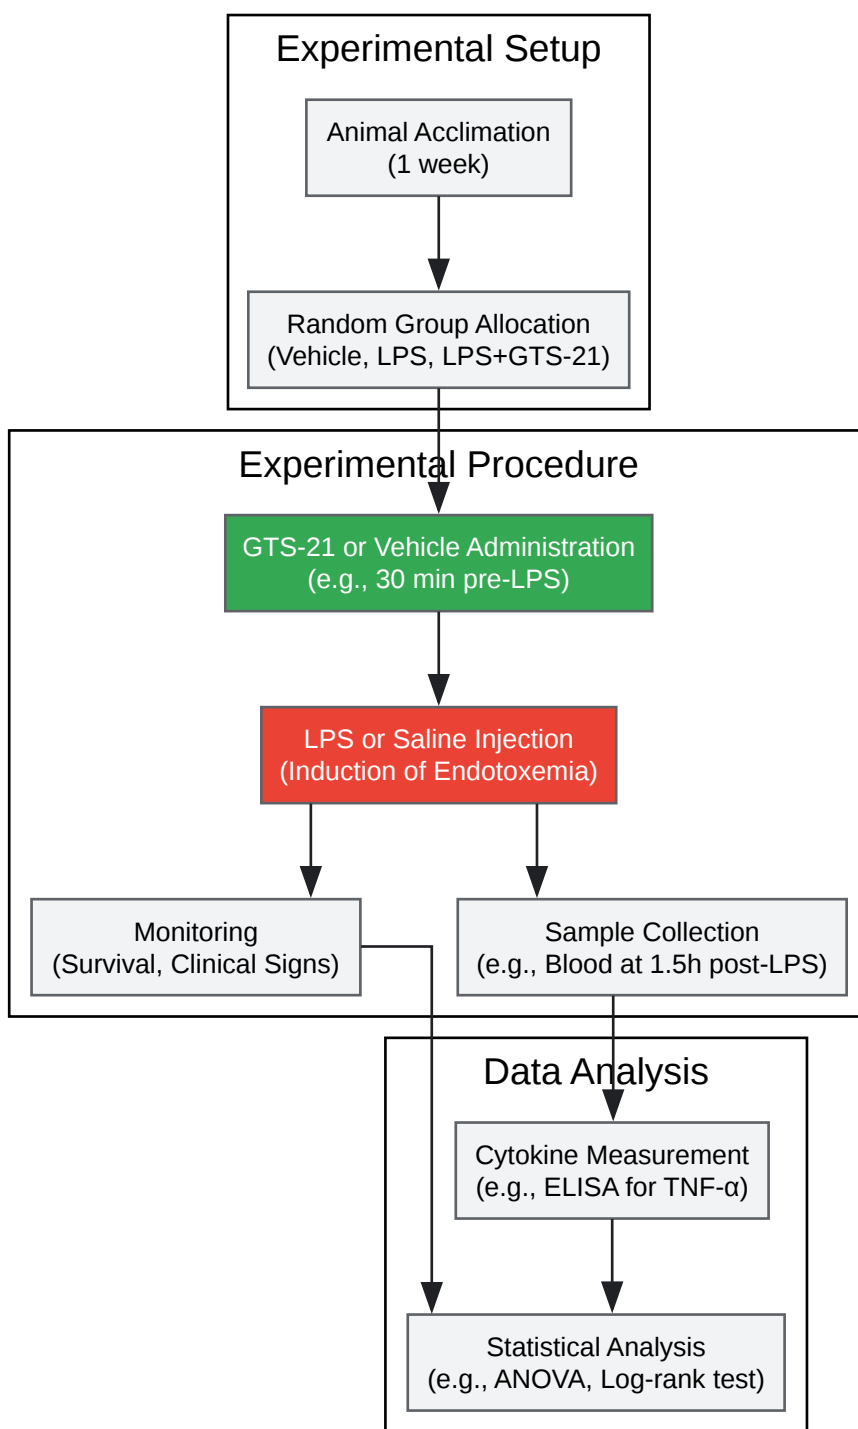 Experimental Setup
Animal Acclimation
(1 week)
Random Group Allocation
(Vehicle, LPS, LPS+GTS-21)
Experimental Procedure
GTS-21 or Vehicle Administration
(e.g., 30 min pre-LPS)
LPS or Saline Injection
(Induction of Endotoxemia)
Monitoring
(Survival, Clinical Signs)
Sample Collection
(e.g., Blood at 1.5h post-LPS)
Data Analysis
Cytokine Measurement
(e.g., ELISA for TNF-α)
Statistical Analysis
(e.g., ANOVA, Log-rank test)